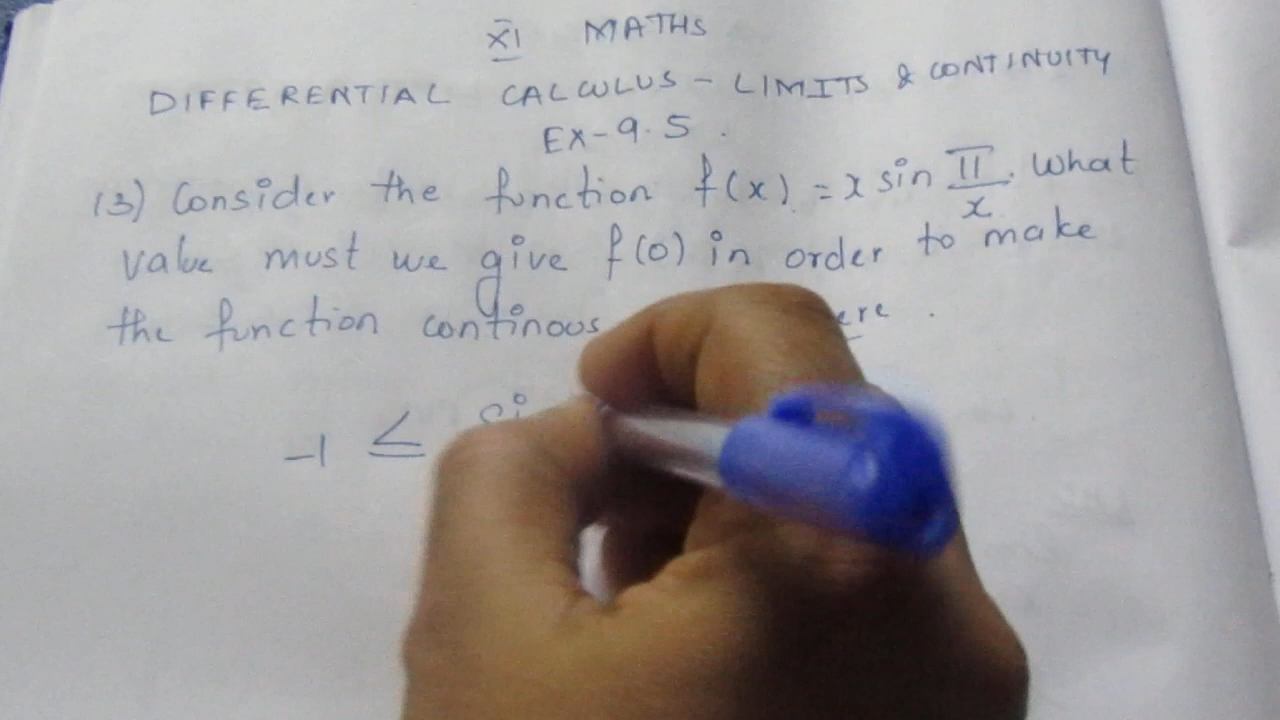 XI MATHS
DIFFERENTIAL CALCULUS - LIMITS & CONTINUITY
EX-9.5.
13) Consider the function f(x) = x sin π/x. What
value must we give f(0) in order to make
the function continous
-1 ≤